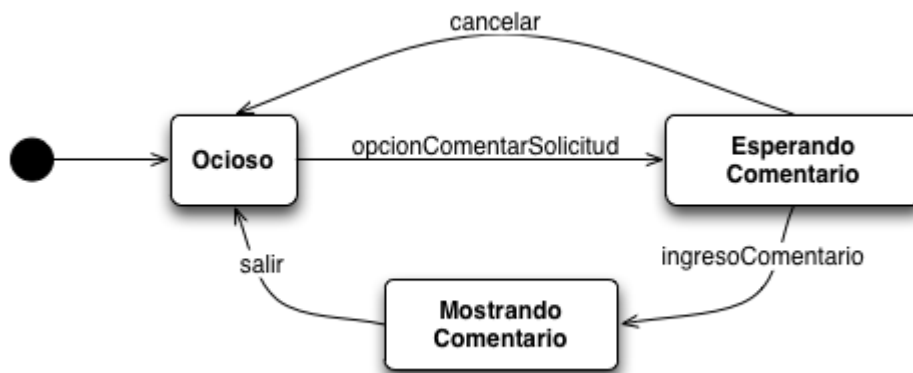 cancelar
Ocioso
opcionComentarSolicitud
Esperando
Comentario
salir
ingresoComentario
Mostrando
Comentario